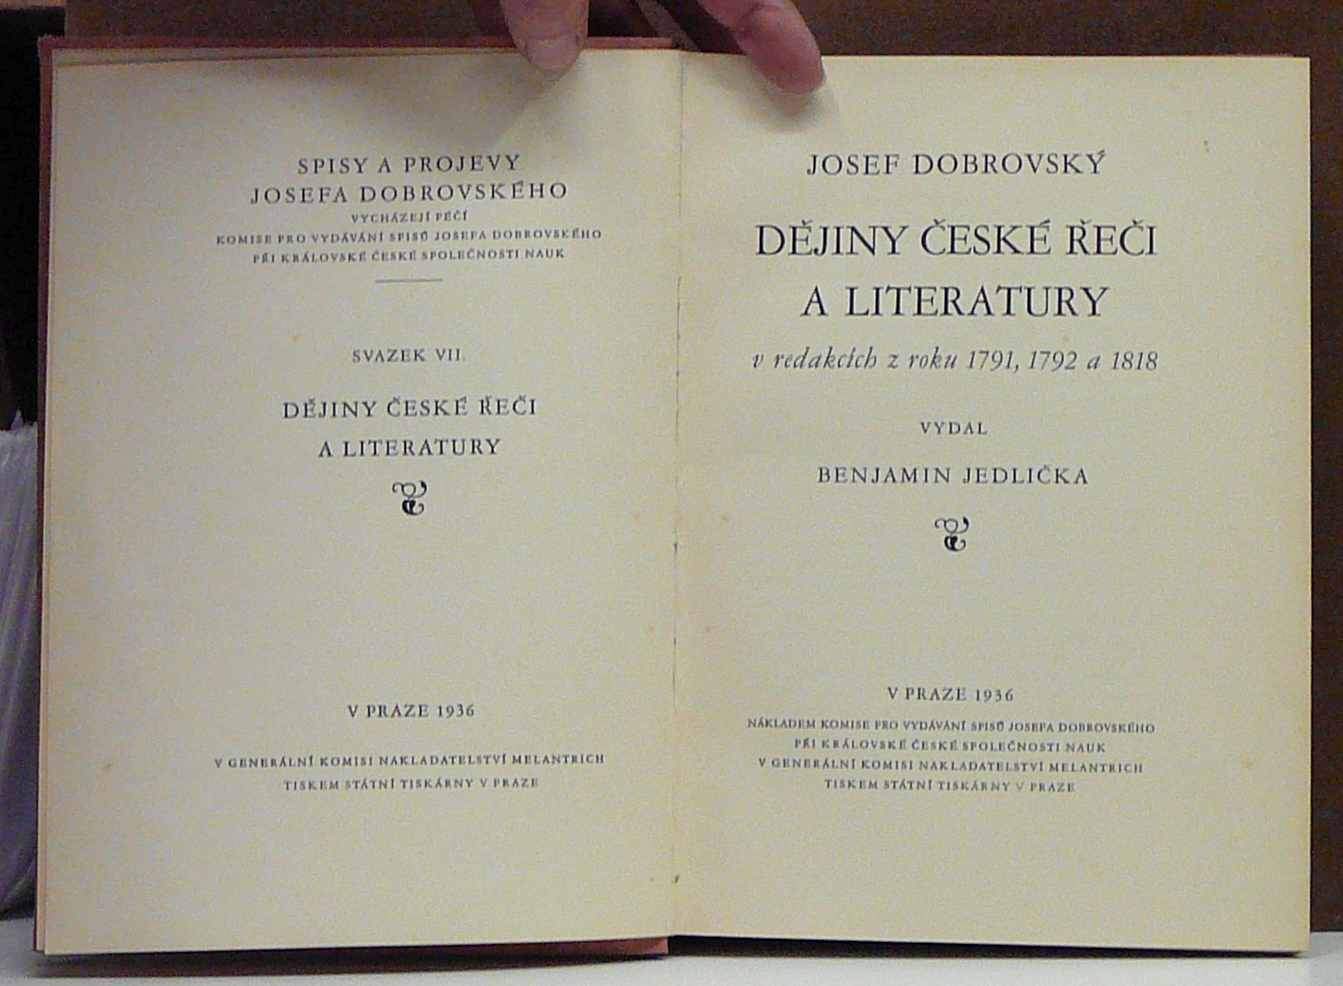 SPISY A PROJEVY
JOSEFA DOBROVSKÉHO
VYCHÁZEJÍ PÉČÍ
KOMISE PRO VYDÁVÁNÍ SPISŮ JOSEFA DOBROVSKÉHO
PŘI KRÁLOVSKÉ ČESKÉ SPOLEČNOSTI NAUK
SVAZEK VII.
DĚJINY ČESKÉ ŘEČI
A LITERATURY
V PRAZE 1936
V GENERÁLNÍ KOMISI NAKLADATELSTVÍ MELANTRICH
TISKEM STÁTNÍ TISKÁRNY V PRAZE
JOSEF DOBROVSKÝ
DĚJINY ČESKÉ ŘEČI
A LITERATURY
v redakcích z roku 1791, 1792 a 1818
VYDAL
BENJAMIN JEDLIČKA
V PRAZE 1936
NÁKLADEM KOMISE PRO VYDÁVÁNÍ SPISŮ JOSEFA DOBROVSKÉHO
PŘI KRÁLOVSKÉ ČESKÉ SPOLEČNOSTI NAUK
V GENERÁLNÍ KOMISI NAKLADATELSTVÍ MELANTRICH
TISKEM STÁTNÍ TISKÁRNY V PRAZE